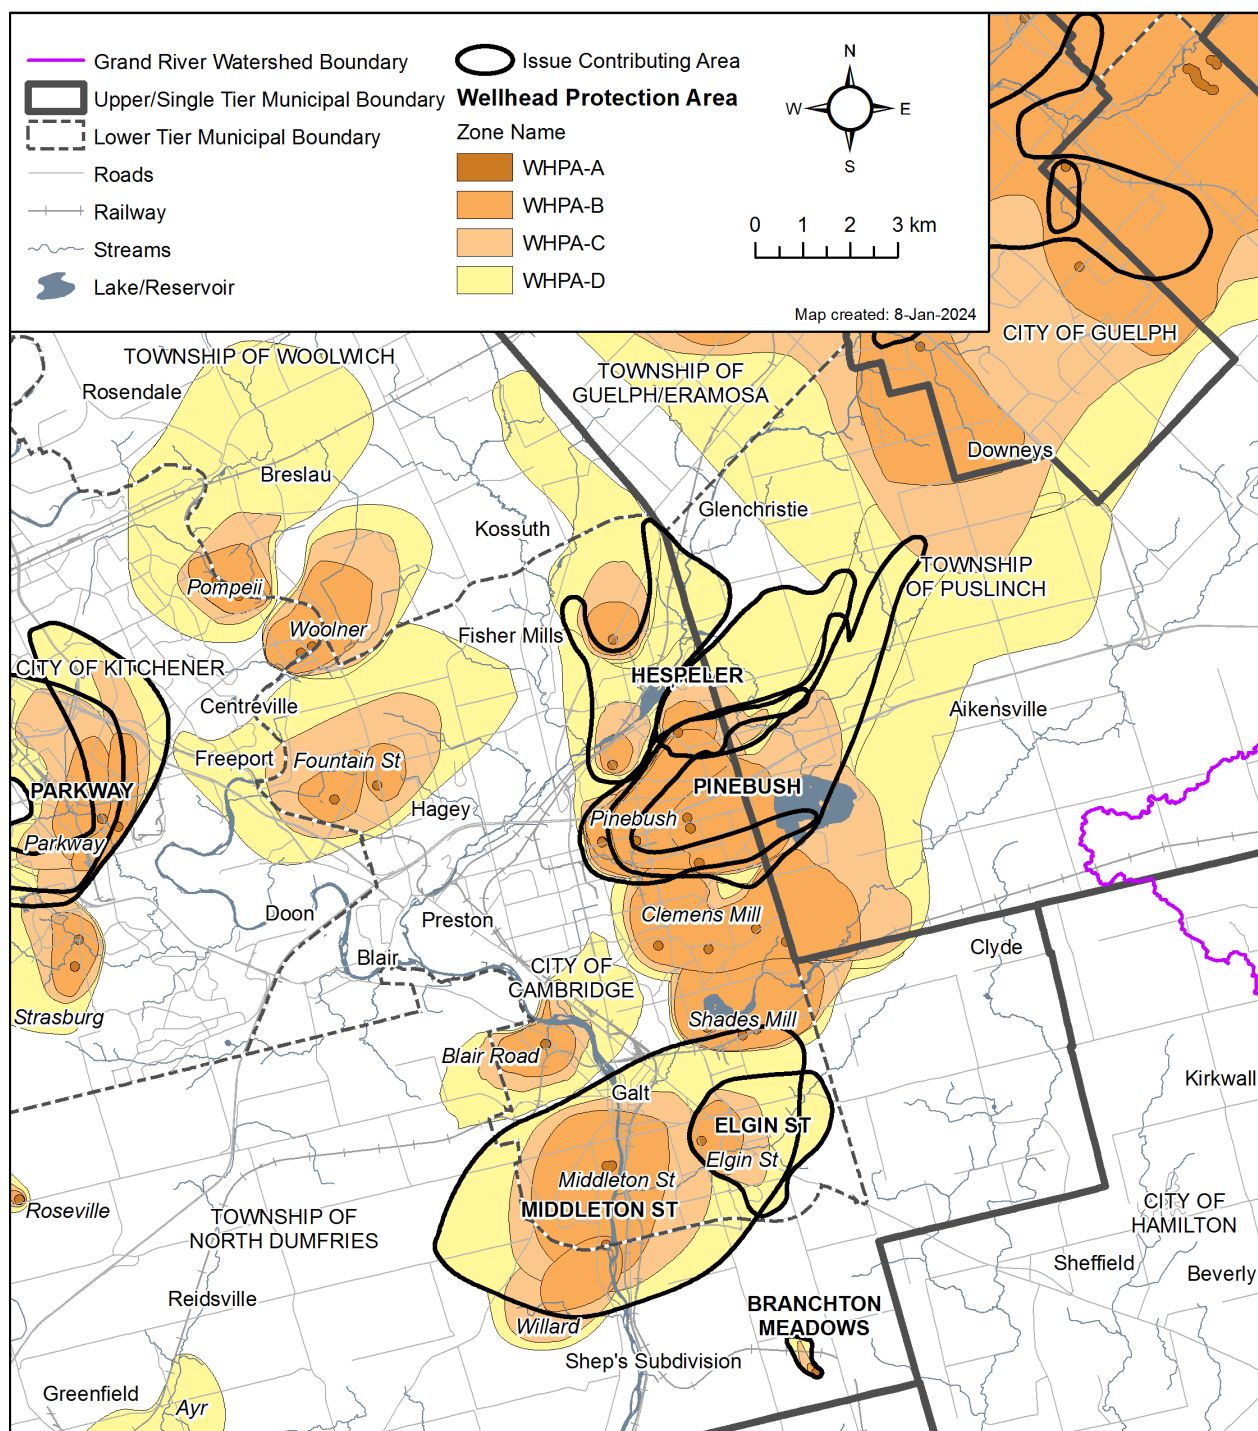 Grand River Watershed Boundary
Upper/Single Tier Municipal Boundary
Lower Tier Municipal Boundary
Roads
Railway
Streams
Lake/Reservoir
Issue Contributing Area
Wellhead Protection Area
Zone Name
WHPA-A
WHPA-B
WHPA-C
WHPA-D
N
W
E
S
0 1 2 3 km
Map created: 8-Jan-2024
CITY OF GUELPH
TOWNSHIP OF WOOLWICH
Rosendale
TOWNSHIP OF
GUELPH/ERAMOSA
Downeys
Breslau
Kossuth
Glenchristie
TOWNSHIP
OF PUSLINCH
Pompeii
Woolner
Fisher Mills
CITY OF KITCHENER
HESPELER
Centreville
Aikensville
Freeport
Fountain St
PARKWAY
PINEBUSH
Hagey
Pinebush
Parkway
Doon
Preston
Clemens Mill
Blair
Clyde
CITY OF
CAMBRIDGE
Strasburg
Shades Mill
Blair Road
Galt
Kirkwall
ELGIN ST
Elgin St
Middleton St
MIDDLETON ST
Roseville
TOWNSHIP OF
NORTH DUMFRIES
CITY OF
HAMILTON
Sheffield
Beverly
Reidsville
BRANCHTON
MEADOWS
Willard
Shep's Subdivision
Greenfield
Ayr